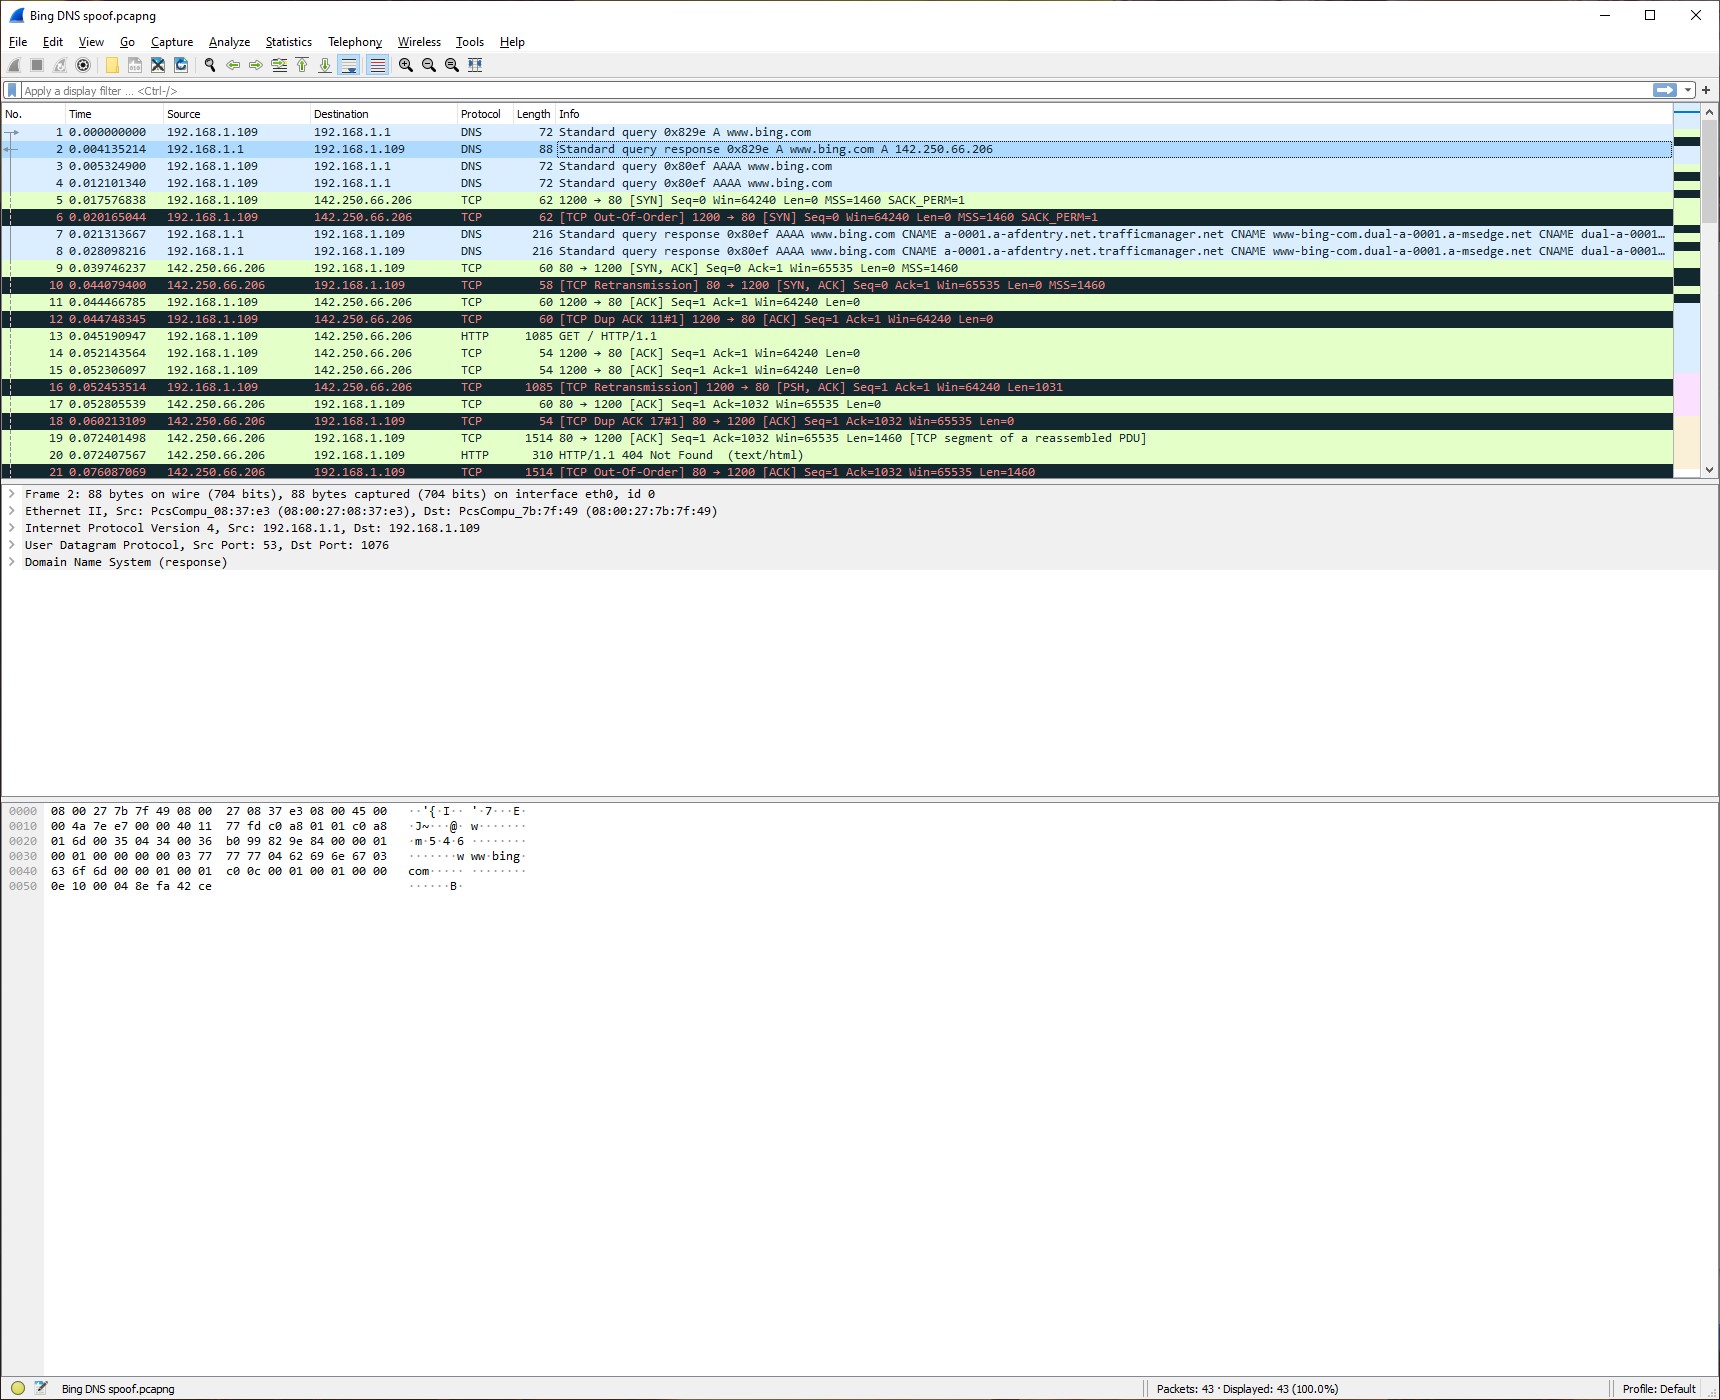 Bing DNS spoof.pcapng
File Edit View Go Capture Analyze Statistics Telephony Wireless Tools Help
Apply a display filter ... <Ctrl-/>
No. Time Source Destination Protocol Length Info
1 0.000000000 192.168.1.109 192.168.1.1 DNS 72 Standard query 0x829e A www.bing.com
2 0.004135214 192.168.1.1 192.168.1.109 DNS 88 Standard query response 0x829e A www.bing.com A 142.250.66.206
3 0.005324900 192.168.1.109 192.168.1.1 DNS 72 Standard query 0x80ef AAAA www.bing.com
4 0.012101340 192.168.1.109 192.168.1.1 DNS 72 Standard query 0x80ef AAAA www.bing.com
5 0.017576838 192.168.1.109 142.250.66.206 TCP 62 1200 → 80 [SYN] Seq=0 Win=64240 Len=0 MSS=1460 SACK_PERM=1
6 0.020165044 192.168.1.109 142.250.66.206 TCP 62 [TCP Out-Of-Order] 1200 → 80 [SYN] Seq=0 Win=64240 Len=0 MSS=1460 SACK_PERM=1
7 0.021313667 192.168.1.1 192.168.1.109 DNS 216 Standard query response 0x80ef AAAA www.bing.com CNAME a-0001.a-afdentry.net.trafficmanager.net CNAME www-bing-com.dual-a-0001.a-msedge.net CNAME dual-a-0001…
8 0.028098216 192.168.1.1 192.168.1.109 DNS 216 Standard query response 0x80ef AAAA www.bing.com CNAME a-0001.a-afdentry.net.trafficmanager.net CNAME www-bing-com.dual-a-0001.a-msedge.net CNAME dual-a-0001…
9 0.039746237 142.250.66.206 192.168.1.109 TCP 60 80 → 1200 [SYN, ACK] Seq=0 Ack=1 Win=65535 Len=0 MSS=1460
10 0.044079400 142.250.66.206 192.168.1.109 TCP 58 [TCP Retransmission] 80 → 1200 [SYN, ACK] Seq=0 Ack=1 Win=65535 Len=0 MSS=1460
11 0.044466785 192.168.1.109 142.250.66.206 TCP 60 1200 → 80 [ACK] Seq=1 Ack=1 Win=64240 Len=0
12 0.044748345 192.168.1.109 142.250.66.206 TCP 60 [TCP Dup ACK 11#1] 1200 → 80 [ACK] Seq=1 Ack=1 Win=64240 Len=0
13 0.045190947 192.168.1.109 142.250.66.206 HTTP 1085 GET / HTTP/1.1
14 0.052143564 192.168.1.109 142.250.66.206 TCP 54 1200 → 80 [ACK] Seq=1 Ack=1 Win=64240 Len=0
15 0.052306097 192.168.1.109 142.250.66.206 TCP 54 1200 → 80 [ACK] Seq=1 Ack=1 Win=64240 Len=0
16 0.052453514 192.168.1.109 142.250.66.206 TCP 1085 [TCP Retransmission] 1200 → 80 [PSH, ACK] Seq=1 Ack=1 Win=64240 Len=1031
17 0.052805539 142.250.66.206 192.168.1.109 TCP 60 80 → 1200 [ACK] Seq=1 Ack=1032 Win=65535 Len=0
18 0.060213109 142.250.66.206 192.168.1.109 TCP 54 [TCP Dup ACK 17#1] 80 → 1200 [ACK] Seq=1 Ack=1032 Win=65535 Len=0
19 0.072401498 142.250.66.206 192.168.1.109 TCP 1514 80 → 1200 [ACK] Seq=1 Ack=1032 Win=65535 Len=1460 [TCP segment of a reassembled PDU]
20 0.072407567 142.250.66.206 192.168.1.109 HTTP 310 HTTP/1.1 404 Not Found (text/html)
21 0.076087069 142.250.66.206 192.168.1.109 TCP 1514 [TCP Out-Of-Order] 80 → 1200 [ACK] Seq=1 Ack=1032 Win=65535 Len=1460
Frame 2: 88 bytes on wire (704 bits), 88 bytes captured (704 bits) on interface eth0, id 0
Ethernet II, Src: PcsCompu_08:37:e3 (08:00:27:08:37:e3), Dst: PcsCompu_7b:7f:49 (08:00:27:7b:7f:49)
Internet Protocol Version 4, Src: 192.168.1.1, Dst: 192.168.1.109
User Datagram Protocol, Src Port: 53, Dst Port: 1076
Domain Name System (response)
0000 08 00 27 7b 7f 49 08 00 27 08 37 e3 08 00 45 00 ··'{·I·· '·7···E·
0010 00 4a 7e e7 00 00 40 11 77 fd c0 a8 01 01 c0 a8 ·J~···@· w·······
0020 01 6d 00 35 04 34 00 36 b0 99 82 9e 84 00 00 01 ·m·5·4·6 ········
0030 00 01 00 00 00 00 03 77 77 77 04 62 69 6e 67 03 ·······w ww·bing·
0040 63 6f 6d 00 00 01 00 01 c0 0c 00 01 00 01 00 00 com····· ········
0050 0e 10 00 04 8e fa 42 ce ······B·
Bing DNS spoof.pcapng
Packets: 43 · Displayed: 43 (100.0%)
Profile: Default